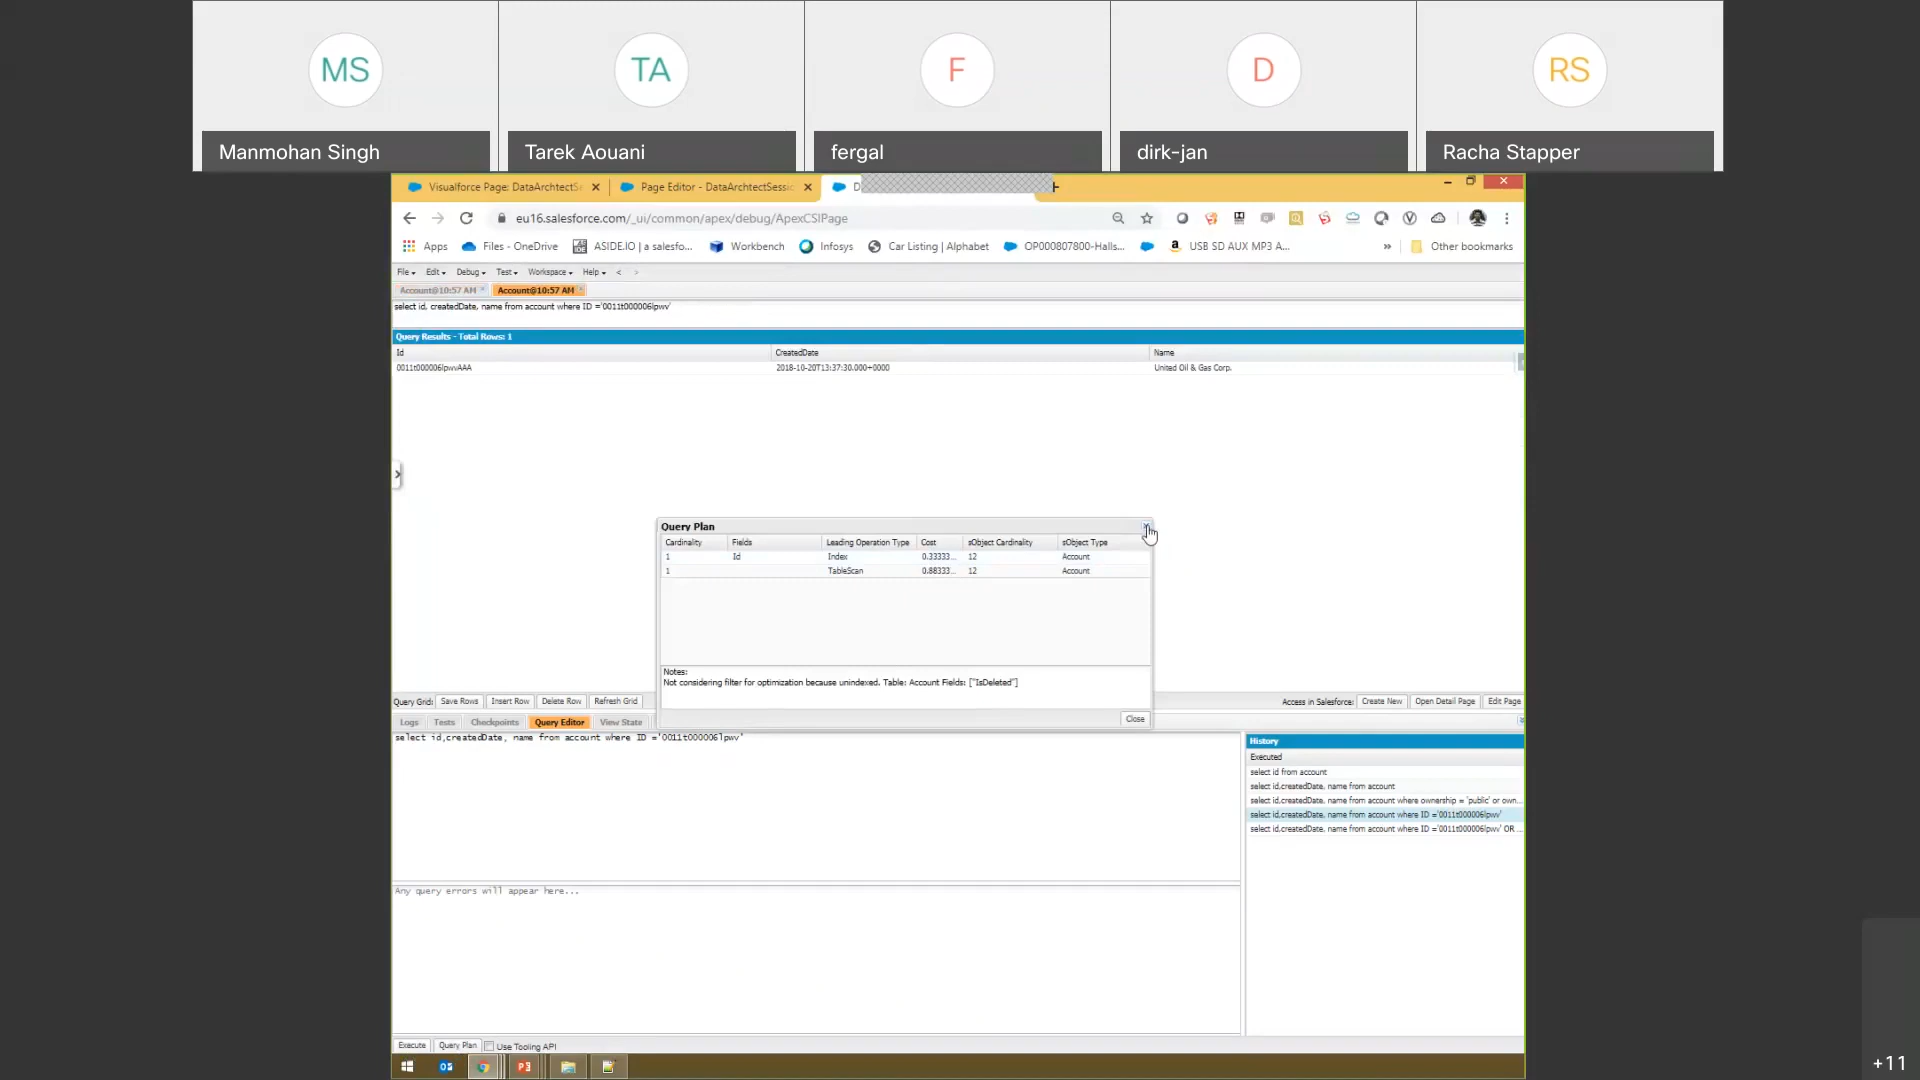 MS
TA
F
D
RS
Manmohan Singh
Tarek Aouani
fergal
dirk-jan
Racha Stapper
Visualforce Page: DataArchtectSe
Page Editor - DataArchtectSessic
D
eu16.salesforce.com/_ui/common/apex/debug/ApexCSIPage
Apps
Files - OneDrive
ASIDE.IO | a salesfo...
Workbench
Infosys
Car Listing | Alphabet
OP000807800-Halls...
USB SD AUX MP3 A...
»
Other bookmarks
File Edit Debug Test Workspace Help < >
Account@10:57 AM
Account@10:57 AM
select id, createdDate, name from account where ID ='0011t000006lpwv'
Query Results - Total Rows: 1
Id CreatedDate Name
0011t000006lpwvAAA 2018-10-20T13:37:30.000+0000 United Oil & Gas Corp.
Query Plan
Cardinality Fields Leading Operation Type Cost sObject Cardinality sObject Type
1 Id Index 0.33333... 12 Account
1 TableScan 0.88333... 12 Account
Notes:
Not considering filter for optimization because unindexed. Table: Account Fields: ["IsDeleted"]
Close
Query Grid: Save Rows Insert Row Delete Row Refresh Grid
Access in Salesforce: Create New Open Detail Page Edit Page
Logs Tests Checkpoints Query Editor View State
select id,createdDate, name from account where ID ='0011t000006lpwv'
History
Executed
select id from account
select id,createdDate, name from account
select id,createdDate, name from account where ownership = 'public' or own...
select id,createdDate, name from account where ID ='0011t000006lpwv'
select id,createdDate, name from account where ID ='0011t000006lpwv' OR ...
Any query errors will appear here...
Execute Query Plan Use Tooling API
+11